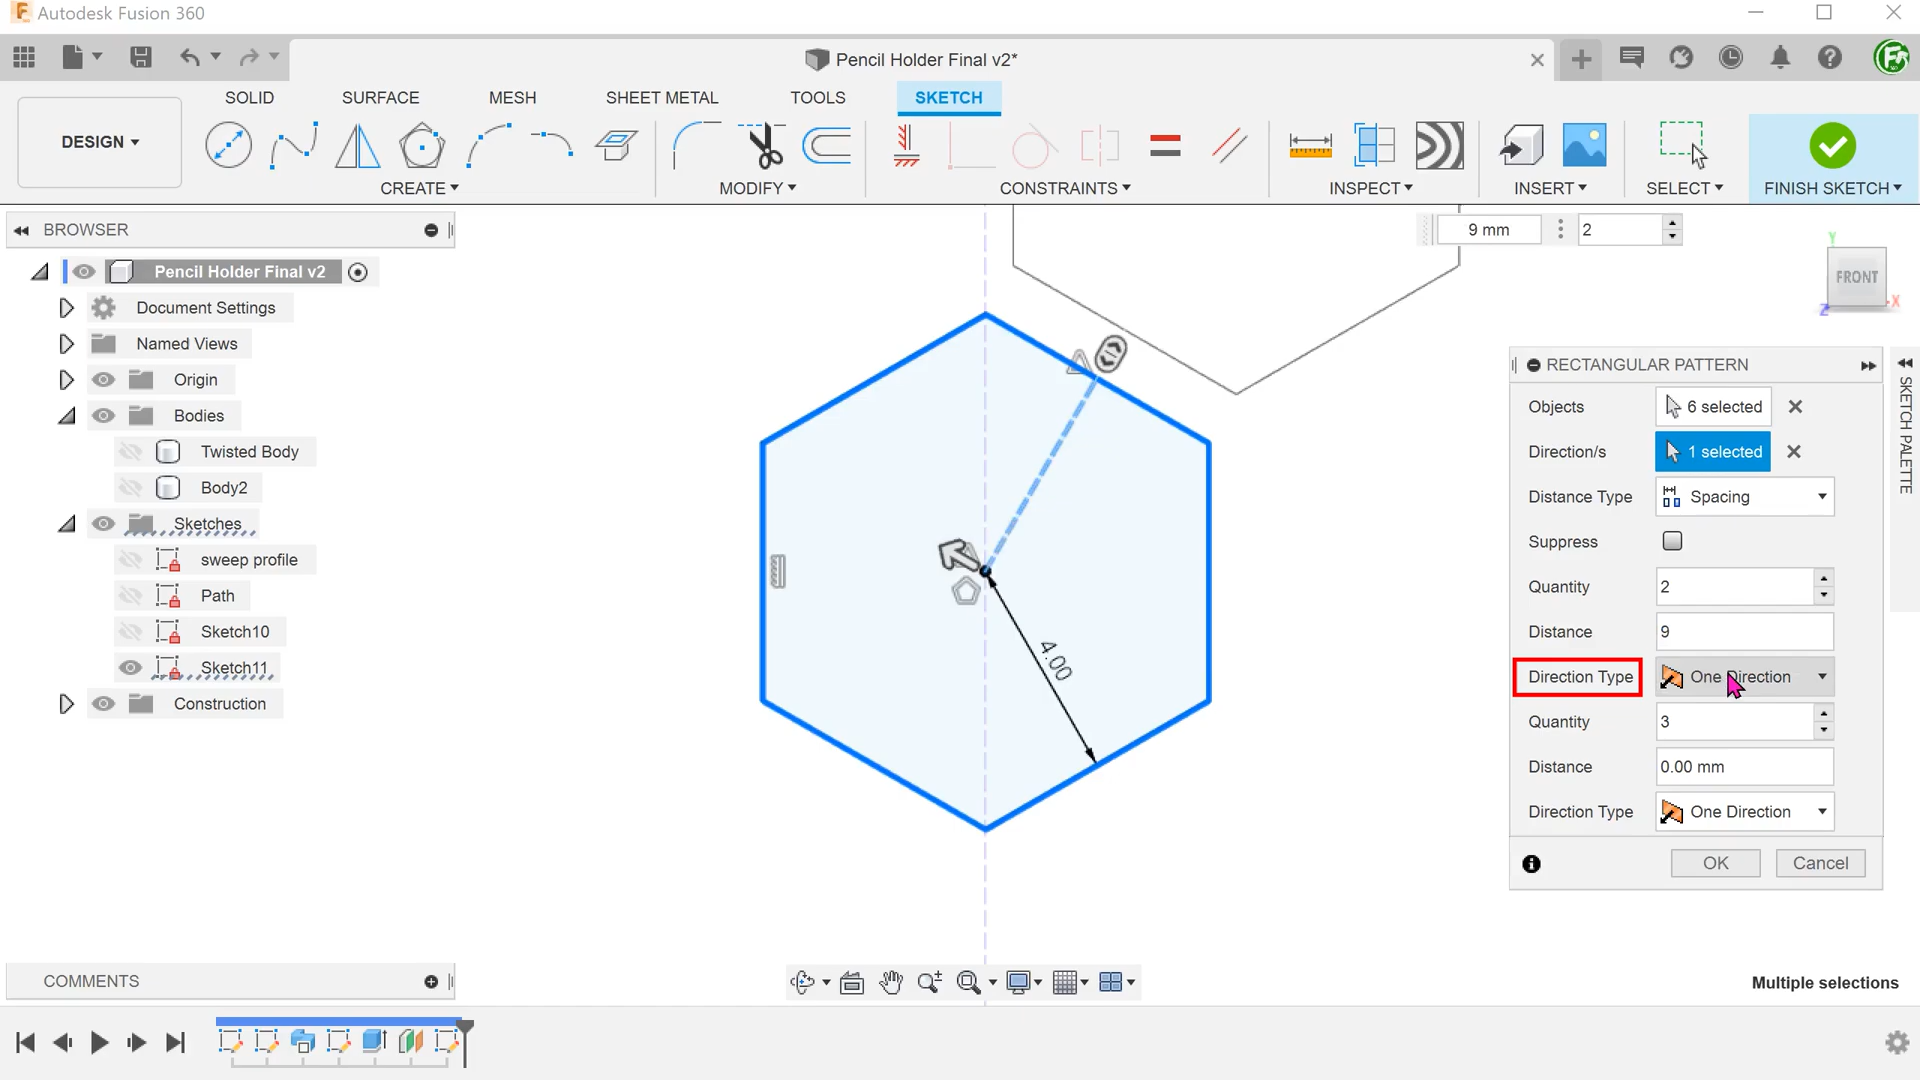 Autodesk Fusion 360
Pencil Holder Final v2*
SOLID
SURFACE
MESH
SHEET METAL
TOOLS
SKETCH
DESIGN
CREATE
MODIFY
CONSTRAINTS
INSPECT
INSERT
SELECT
FINISH SKETCH
BROWSER
Pencil Holder Final v2
Document Settings
Named Views
Origin
Bodies
Twisted Body
Body2
Sketches
sweep profile
Path
Sketch10
Sketch11
Construction
9 mm
2
4.00
Y
FRONT
X
Z
RECTANGULAR PATTERN
Objects
6 selected
Direction/s
1 selected
Distance Type
Spacing
Suppress
Quantity
2
Distance
9
Direction Type
One Direction
Quantity
3
Distance
0.00 mm
Direction Type
One Direction
OK
Cancel
SKETCH PALETTE
COMMENTS
Multiple selections